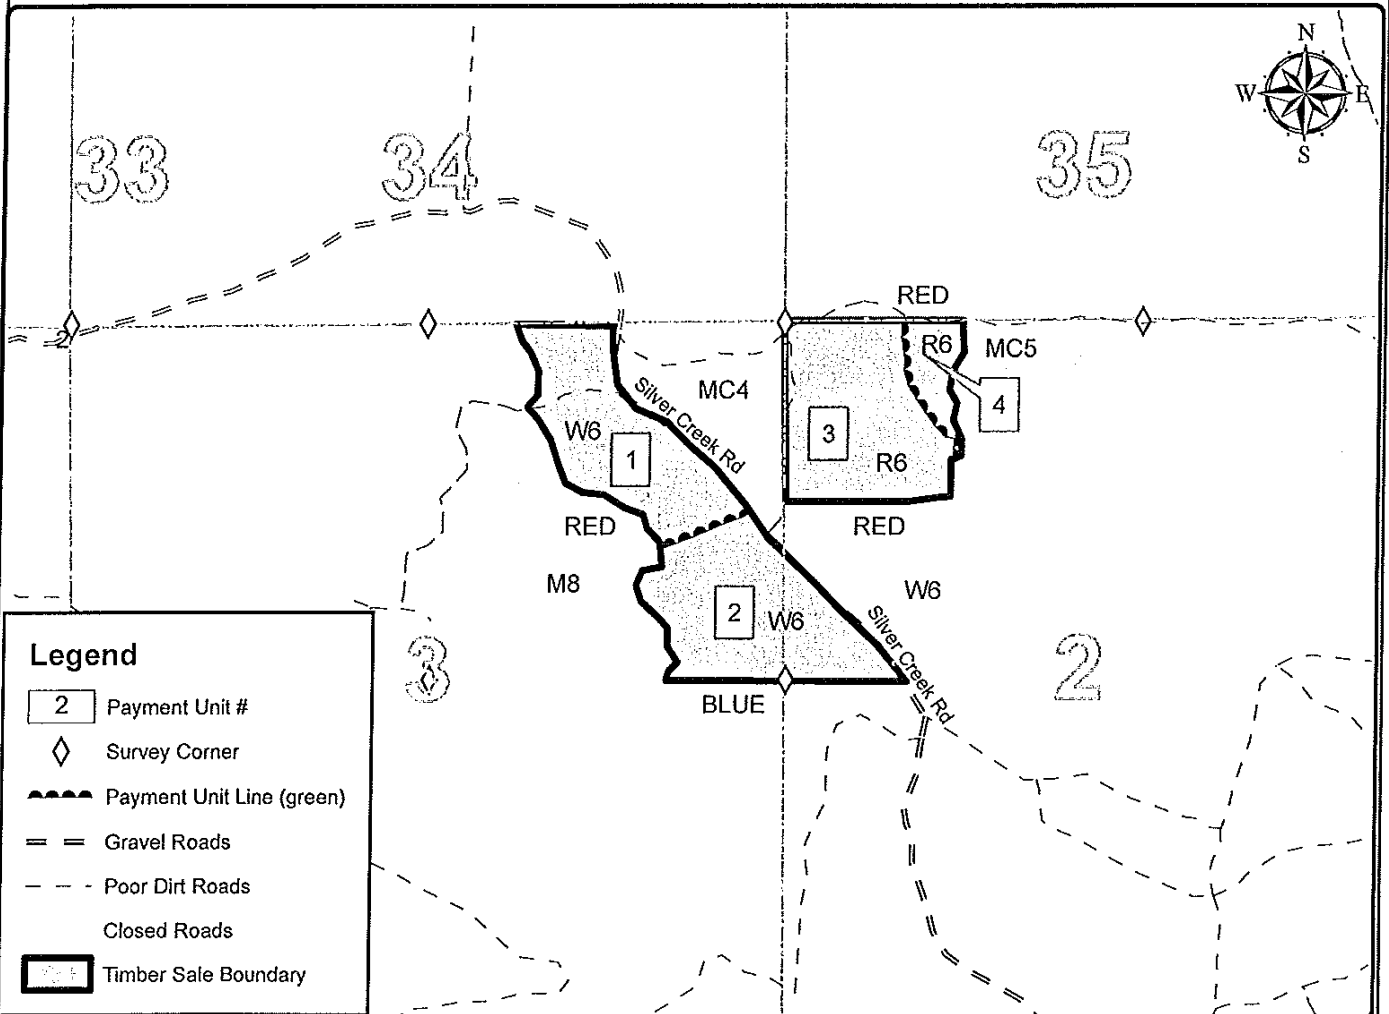 N
W E
S
33
34
35
RED
R6
MC5
MC4
4
Silver Creek Rd
W6
3
1
R6
RED
RED
M8
W6
2
W6
Silver Creek Rd
3
2
BLUE
Legend
2 Payment Unit #
Survey Corner
Payment Unit Line (green)
Gravel Roads
Poor Dirt Roads
Closed Roads
Timber Sale Boundary